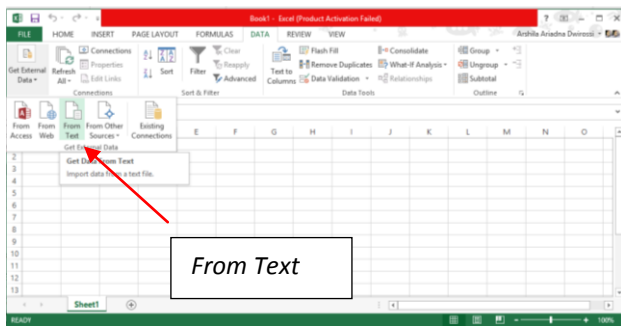 Book1 - Excel (Product Activation Failed)
FILE HOME INSERT PAGE LAYOUT FORMULAS DATA REVIEW VIEW Arshila Ariadna Dwirossi
Get External Data
Refresh All
Connections
Properties
Edit Links
Connections
Sort
Filter
Clear
Reapply
Advanced
Sort & Filter
Text to Columns
Flash Fill
Remove Duplicates
Data Validation
Consolidate
What-If Analysis
Relationships
Data Tools
Group
Ungroup
Subtotal
Outline
From Access
From Web
From Text
From Other Sources
Existing Connections
Get External Data
E F G H I J K L M N O
Get Data From Text
Import data from a text file.
2
3
4
5
6
7
8
9
10
11
12
13
From Text
Sheet1
READY 100%